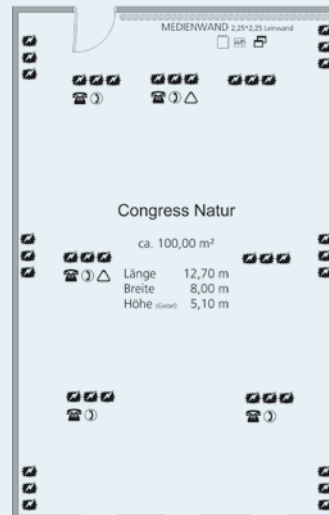 MEDIENWAND 2,25*2,25 Leinwand
Congress Natur
ca. 100,00 m²
Länge 12,70 m
Breite 8,00 m
Höhe (Giebel) 5,10 m